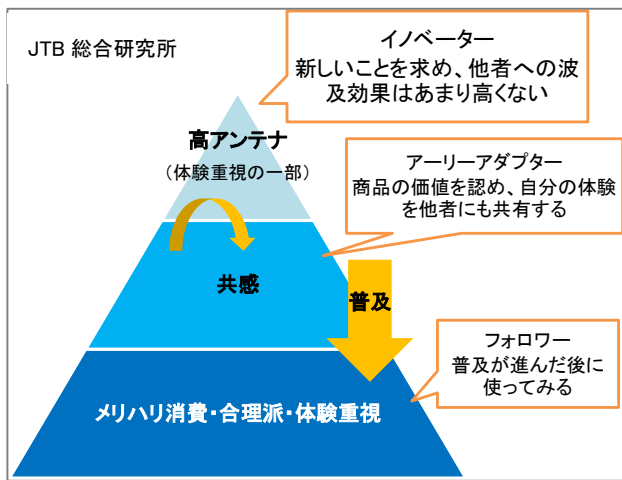 JTB 総合研究所
イノベーター
新しいことを求め、他者への波
及効果はあまり高くない
高アンテナ
(体験重視の一部)
アーリーアダプター
商品の価値を認め、自分の体験
を他者にも共有する
共感
普及
フォロワー
普及が進んだ後に
使ってみる
メリハリ消費・合理派・体験重視